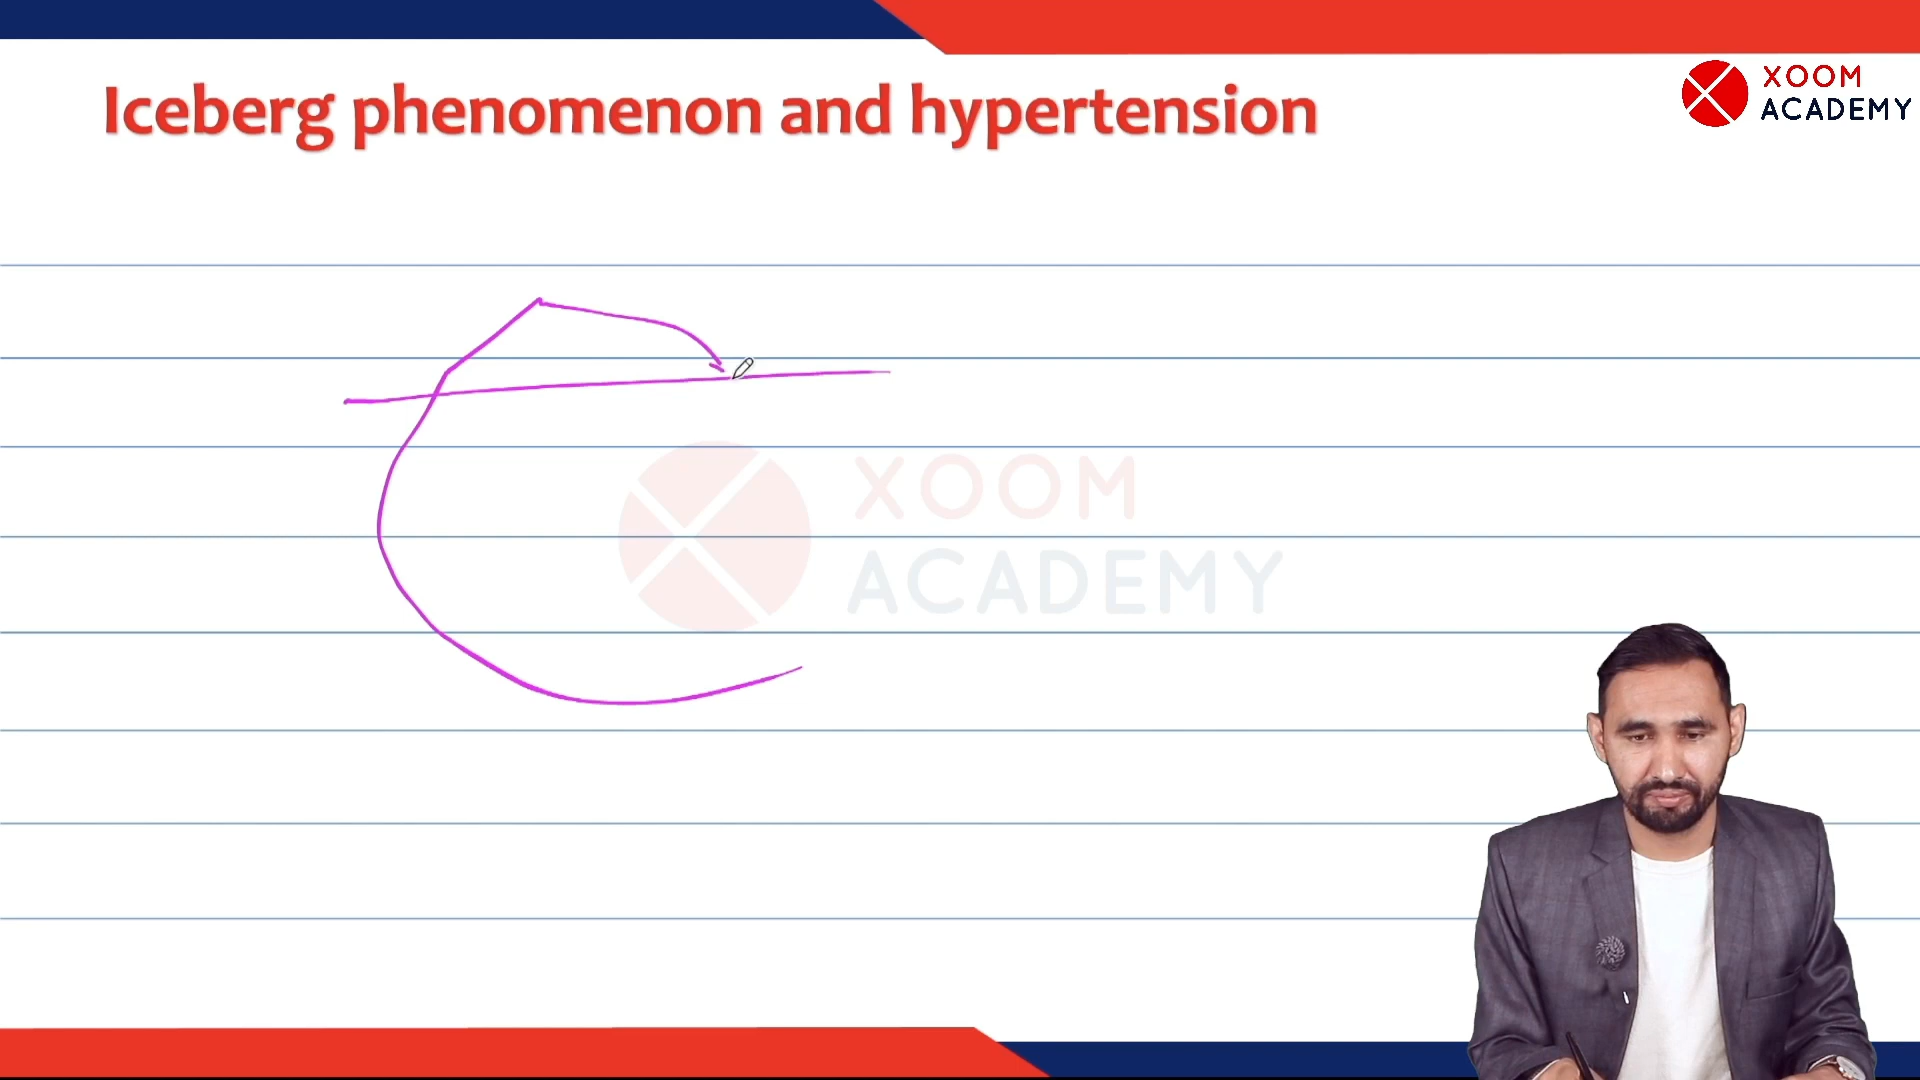 Iceberg phenomenon and hypertension
XOOM
ACADEMY
XOOM
ACADEMY